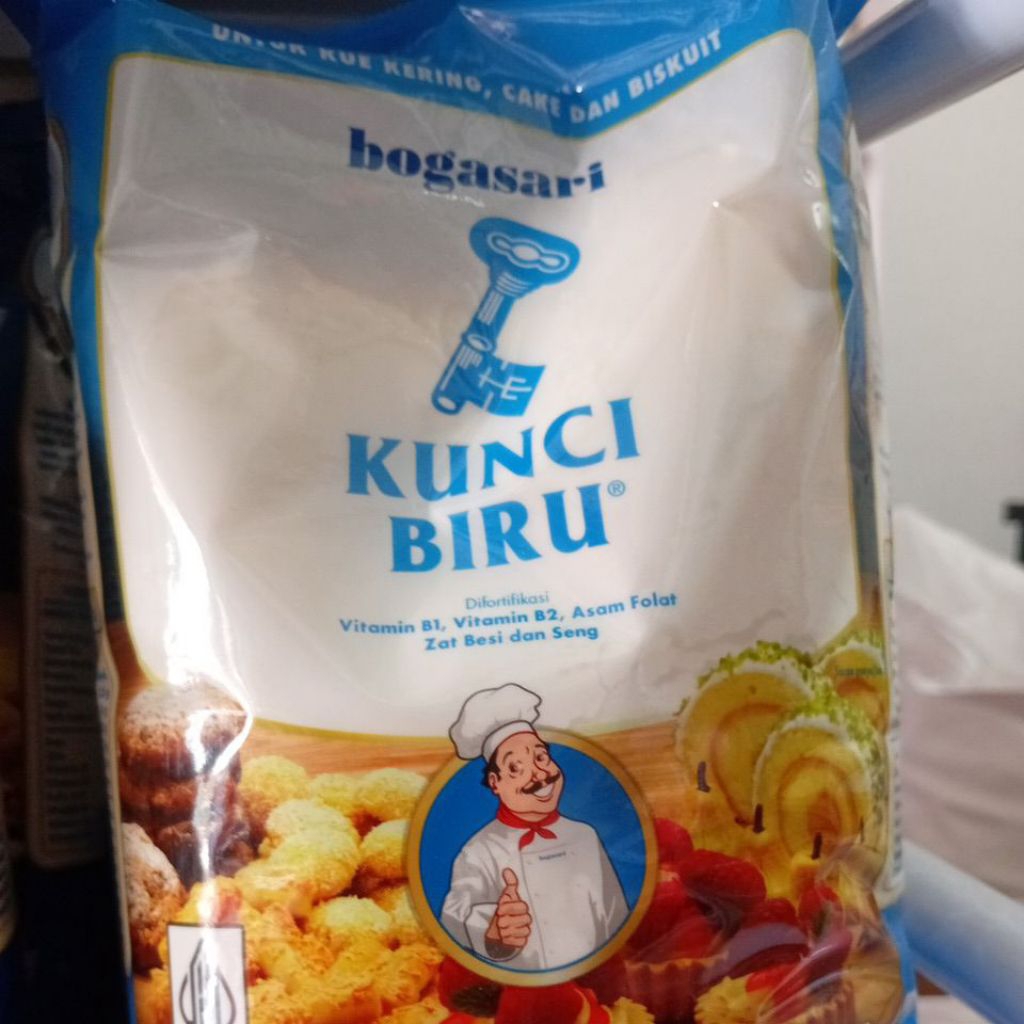 UNTUK KUE KERING, CAKE DAN BISKUIT
bogasari
KUNCI
BIRU®
Difortifikasi
Vitamin B1, Vitamin B2, Asam Folat
Zat Besi dan Seng
bogasari